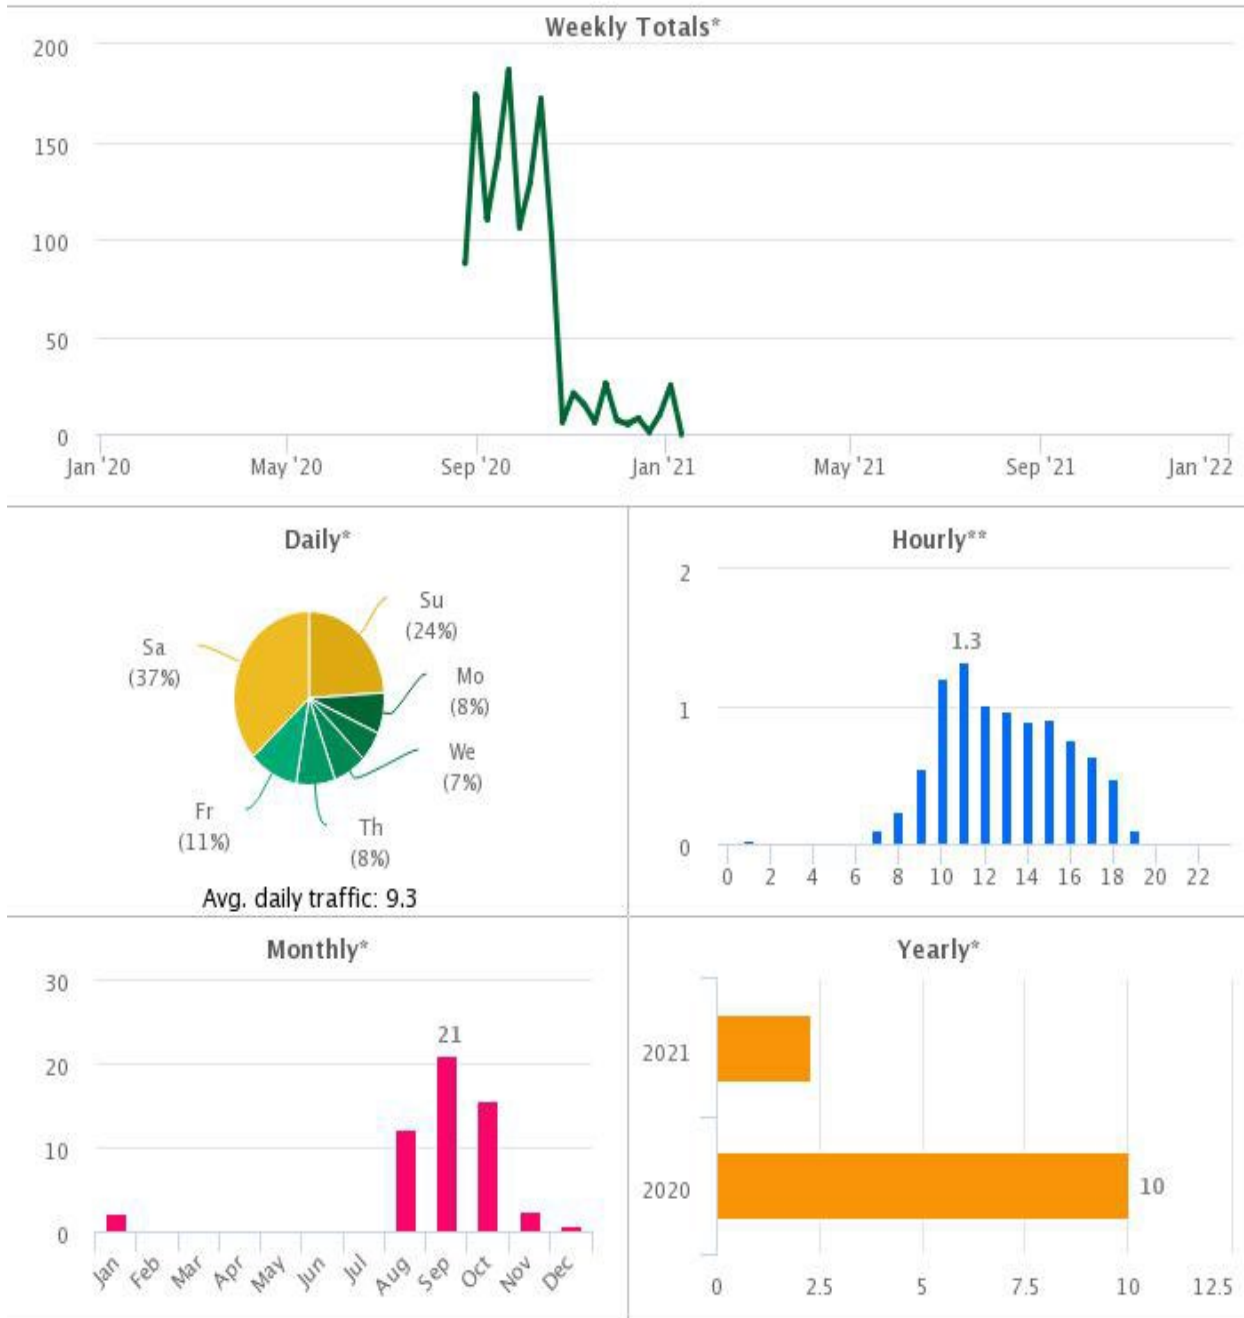 Weekly Totals*
200
150
100
50
0
Jan '20 May '20 Sep '20 Jan '21 May '21 Sep '21 Jan '22
Daily*
Su
(24%)
Sa
(37%)
Mo
(8%)
We
(7%)
Fr
(11%)
Th
(8%)
Avg. daily traffic: 9.3
Hourly**
2
1.3
1
0
0 2 4 6 8 10 12 14 16 18 20 22
Monthly*
30
21
20
10
0
Jan Feb Mar Apr May Jun Jul Aug Sep Oct Nov Dec
Yearly*
2021
2020
10
0 2.5 5 7.5 10 12.5